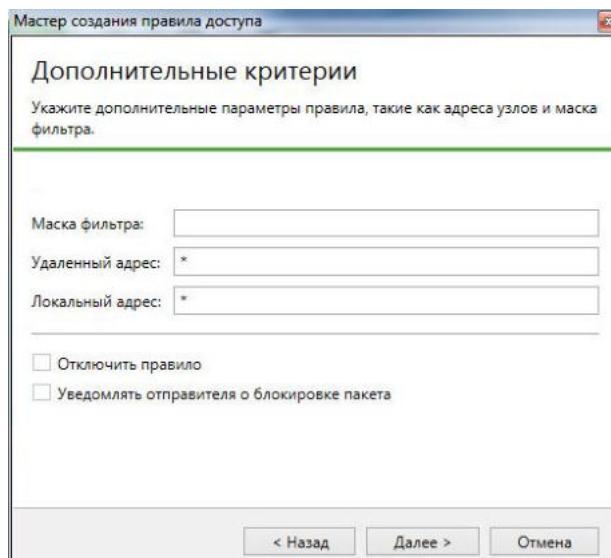 Мастер создания правила доступа
Дополнительные критерии
Укажите дополнительные параметры правила, такие как адреса узлов и маска
фильтра.
Маска фильтра:
Удаленный адрес: *
Локальный адрес: *
Отключить правило
Уведомлять отправителя о блокировке пакета
< Назад Далее > Отмена